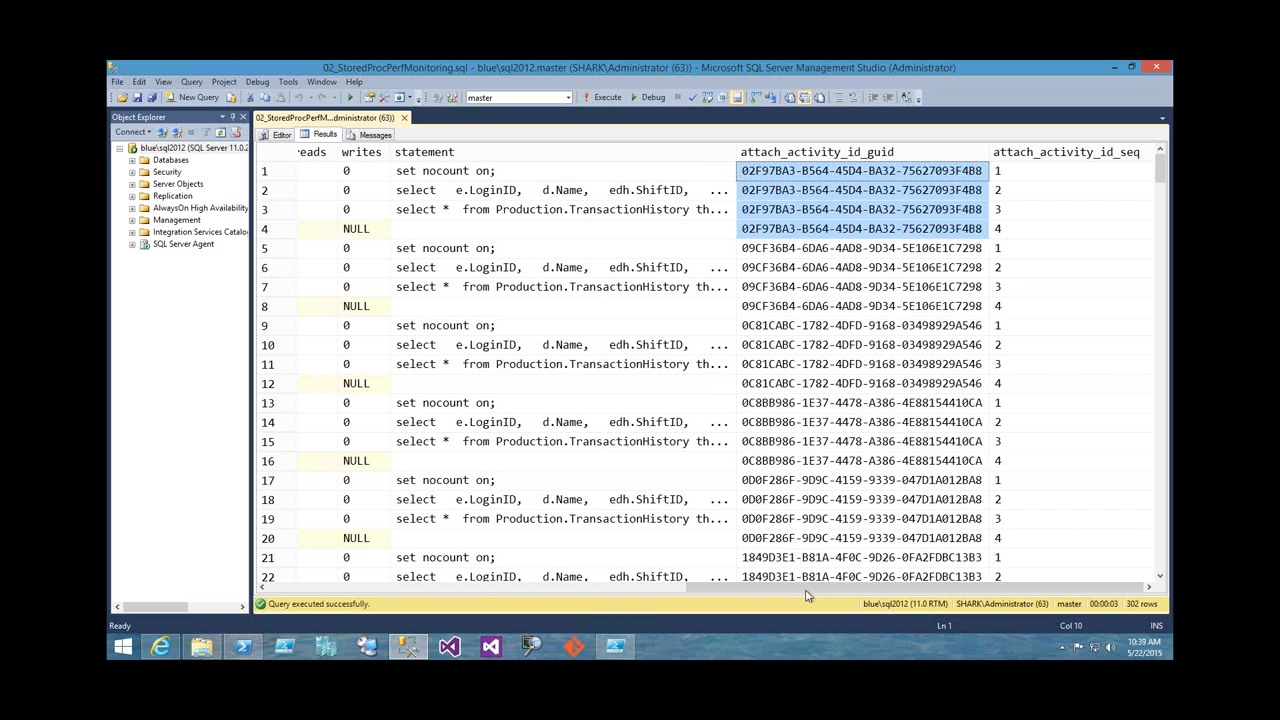 02_StoredProcPerfMonitoring.sql - blue\sql2012.master (SHARK\Administrator (63)) - Microsoft SQL Server Management Studio (Administrator)
File Edit View Query Project Debug Tools Window Help
New Query master Execute Debug
Object Explorer
02_StoredProcPerfM...dministrator (63))
Connect
Editor Results Messages
blue\sql2012 (SQL Server 11.0.2
Databases
Security
Server Objects
Replication
AlwaysOn High Availability
Management
Integration Services Catalo
SQL Server Agent
reads writes statement attach_activity_id_guid attach_activity_id_seq
1 0 set nocount on; 02F97BA3-B564-45D4-BA32-75627093F4B8 1
2 0 select e.LoginID, d.Name, edh.ShiftID, ... 02F97BA3-B564-45D4-BA32-75627093F4B8 2
3 0 select * from Production.TransactionHistory th... 02F97BA3-B564-45D4-BA32-75627093F4B8 3
4 NULL 02F97BA3-B564-45D4-BA32-75627093F4B8 4
5 0 set nocount on; 09CF36B4-6DA6-4AD8-9D34-5E106E1C7298 1
6 0 select e.LoginID, d.Name, edh.ShiftID, ... 09CF36B4-6DA6-4AD8-9D34-5E106E1C7298 2
7 0 select * from Production.TransactionHistory th... 09CF36B4-6DA6-4AD8-9D34-5E106E1C7298 3
8 NULL 09CF36B4-6DA6-4AD8-9D34-5E106E1C7298 4
9 0 set nocount on; 0C81CABC-1782-4DFD-9168-03498929A546 1
10 0 select e.LoginID, d.Name, edh.ShiftID, ... 0C81CABC-1782-4DFD-9168-03498929A546 2
11 0 select * from Production.TransactionHistory th... 0C81CABC-1782-4DFD-9168-03498929A546 3
12 NULL 0C81CABC-1782-4DFD-9168-03498929A546 4
13 0 set nocount on; 0C8BB986-1E37-4478-A386-4E88154410CA 1
14 0 select e.LoginID, d.Name, edh.ShiftID, ... 0C8BB986-1E37-4478-A386-4E88154410CA 2
15 0 select * from Production.TransactionHistory th... 0C8BB986-1E37-4478-A386-4E88154410CA 3
16 NULL 0C8BB986-1E37-4478-A386-4E88154410CA 4
17 0 set nocount on; 0D0F286F-9D9C-4159-9339-047D1A012BA8 1
18 0 select e.LoginID, d.Name, edh.ShiftID, ... 0D0F286F-9D9C-4159-9339-047D1A012BA8 2
19 0 select * from Production.TransactionHistory th... 0D0F286F-9D9C-4159-9339-047D1A012BA8 3
20 NULL 0D0F286F-9D9C-4159-9339-047D1A012BA8 4
21 0 set nocount on; 1849D3E1-B81A-4F0C-9D26-0FA2FDBC13B3 1
22 0 select e.LoginID, d.Name, edh.ShiftID, ... 1849D3E1-B81A-4F0C-9D26-0FA2FDBC13B3 2
Query executed successfully. blue\sql2012 (11.0 RTM) SHARK\Administrator (63) master 00:00:03 302 rows
Ready Ln 1 Col 10 INS
10:39 AM
5/22/2015